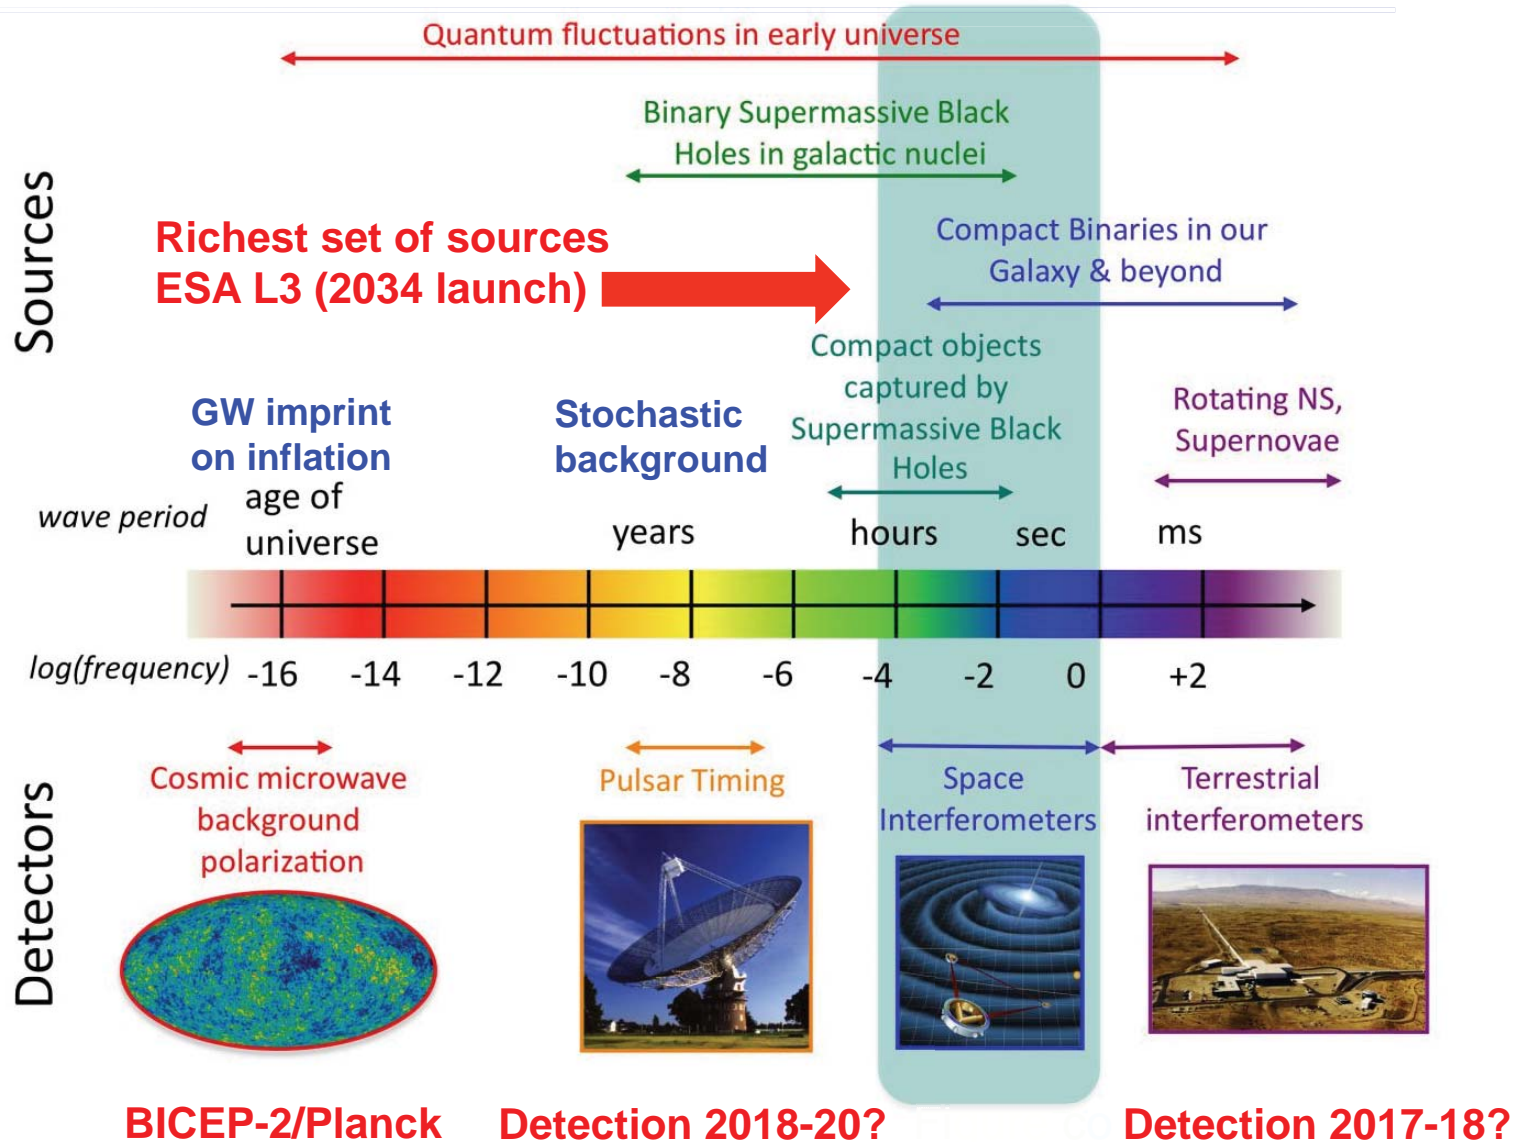 Quantum fluctuations in early universe
Binary Supermassive Black
Holes in galactic nuclei
Sources
Richest set of sources
ESA L3 (2034 launch)
Compact Binaries in our
Galaxy & beyond
Compact objects
captured by
Supermassive Black
Holes
Rotating NS,
Supernovae
GW imprint
on inflation
Stochastic
background
wave period
age of
universe
years
hours
sec
ms
log(frequency)
-16
-14
-12
-10
-8
-6
-4
-2
0
+2
Detectors
Cosmic microwave
background
polarization
Pulsar Timing
Space
Interferometers
Terrestrial
interferometers
BICEP-2/Planck
Detection 2018-20?
Detection 2017-18?